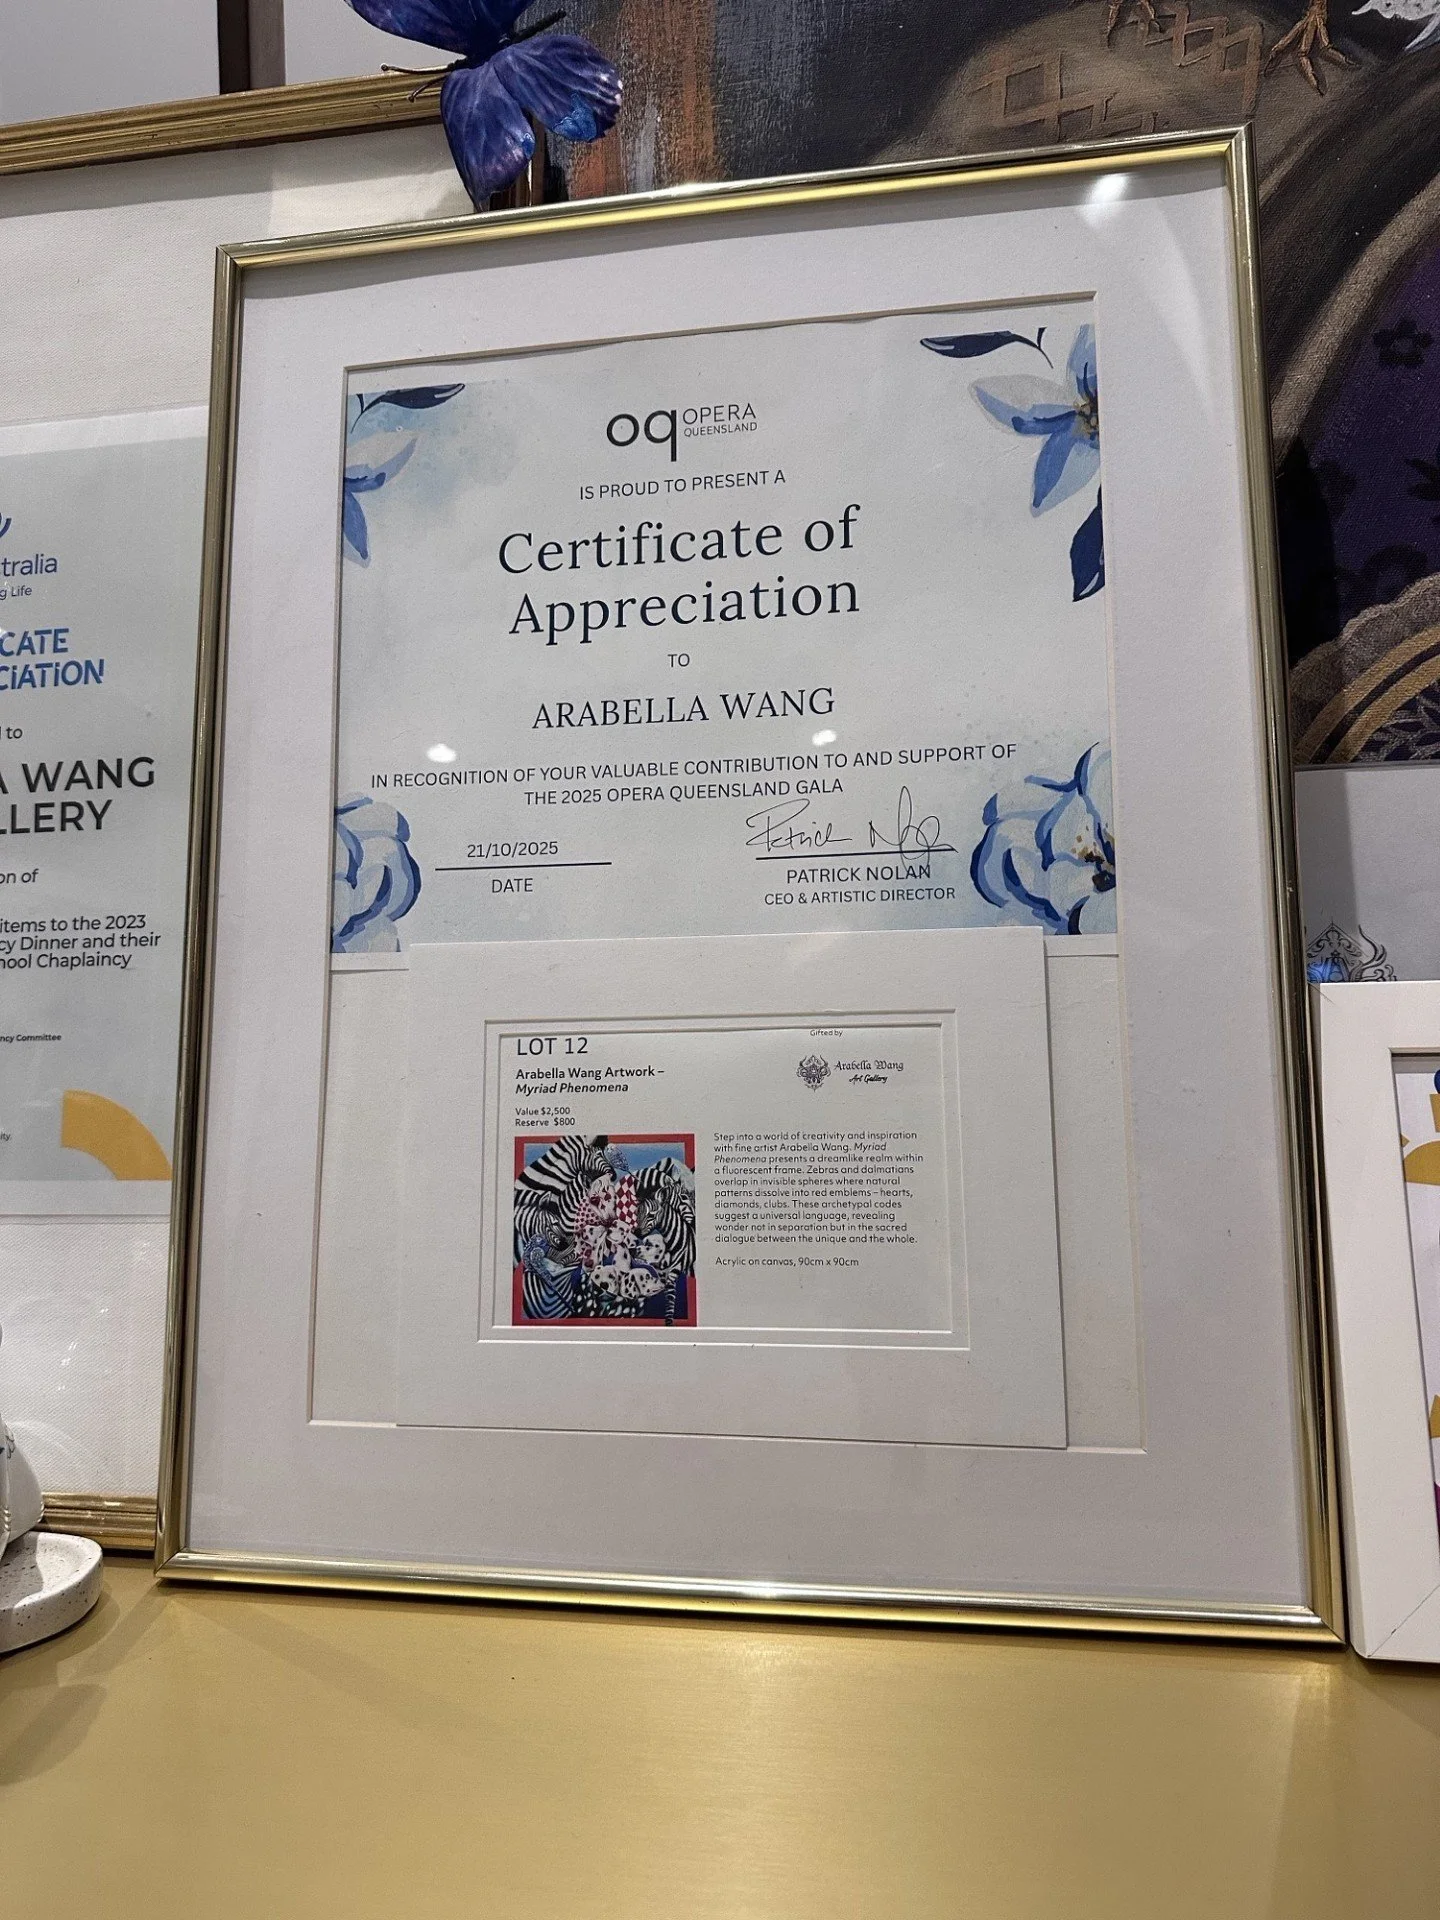 tralia
g Life
CATE
CIATION
to
A WANG
LLERY
on of
items to the 2023
cy Dinner and their
hool Chaplaincy
ncy Committee
ity.
oq OPERA
QUEENSLAND
IS PROUD TO PRESENT A
Certificate of
Appreciation
TO
ARABELLA WANG
IN RECOGNITION OF YOUR VALUABLE CONTRIBUTION TO AND SUPPORT OF
THE 2025 OPERA QUEENSLAND GALA
21/10/2025
DATE
Patrick Nolan
PATRICK NOLAN
CEO & ARTISTIC DIRECTOR
LOT 12
Arabella Wang Artwork –
Myriad Phenomena
Value $2,500
Reserve $800
Gifted by
Arabella Wang
Art Gallery
Step into a world of creativity and inspiration
with fine artist Arabella Wang. Myriad
Phenomena presents a dreamlike realm within
a fluorescent frame. Zebras and dalmatians
overlap in invisible spheres where natural
patterns dissolve into red emblems – hearts,
diamonds, clubs. These archetypal codes
suggest a universal language, revealing
wonder not in separation but in the sacred
dialogue between the unique and the whole.
Acrylic on canvas, 90cm x 90cm